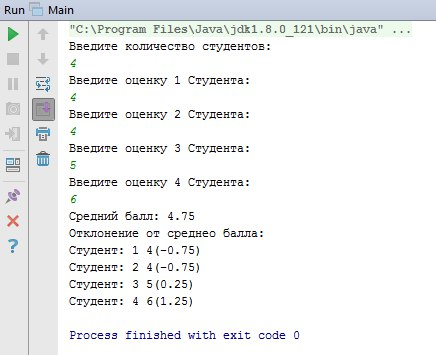 Run Main
"C:\Program Files\Java\jdk1.8.0_121\bin\java" ...
Введите количество студентов:
4
Введите оценку 1 Студента:
4
Введите оценку 2 Студента:
4
Введите оценку 3 Студента:
5
Введите оценку 4 Студента:
6
Средний балл: 4.75
Отклонение от среднео балла:
Студент: 1 4(-0.75)
Студент: 2 4(-0.75)
Студент: 3 5(0.25)
Студент: 4 6(1.25)
Process finished with exit code 0